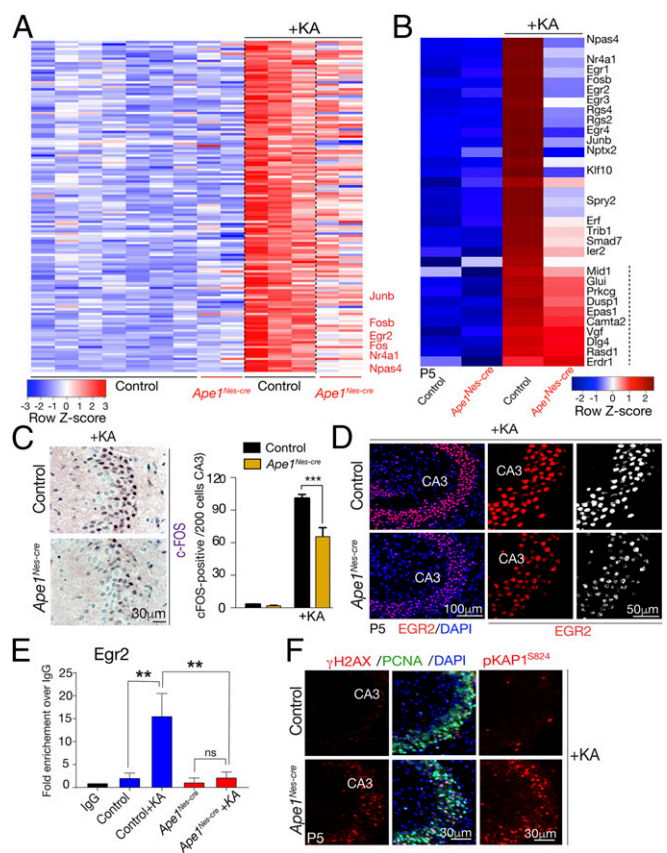 A
+KA
Junb
Fosb
Egr2
Fos
Nr4a1
Npas4
Control
Ape1Nes-cre
Control
Ape1Nes-cre
-3 -2 -1 0 1 2 3
Row Z-score
B
+KA
Npas4
Nr4a1
Egr1
Fosb
Egr2
Egr3
Rgs4
Rgs2
Egr4
Junb
Nptx2
Klf10
Spry2
Erf
Trib1
Smad7
Ier2
Mid1
Glui
Prkcg
Dusp1
Epas1
Camta2
Vgf
Dlg4
Rasd1
Erdr1
P5
Control
Ape1Nes-cre
Control
Ape1Nes-cre
-2 -1 0 1 2
Row Z-score
C
+KA
Control
Ape1Nes-cre
30μm
c-FOS
cFOS-positive /200 cells CA3
120
90
60
30
0
Control
Ape1Nes-cre
***
+KA
D
+KA
Control
Ape1Nes-cre
CA3
CA3
CA3
CA3
100μm
50μm
P5 EGR2/DAPI
EGR2
E
Egr2
Fold enrichement over IgG
25
20
15
10
5
0
**
**
ns
IgG
Control
Control+KA
Ape1Nes-cre
Ape1Nes-cre +KA
F
γH2AX /PCNA /DAPI pKAP1S824
Control
Ape1Nes-cre
CA3
CA3
P5
30μm
30μm
+KA